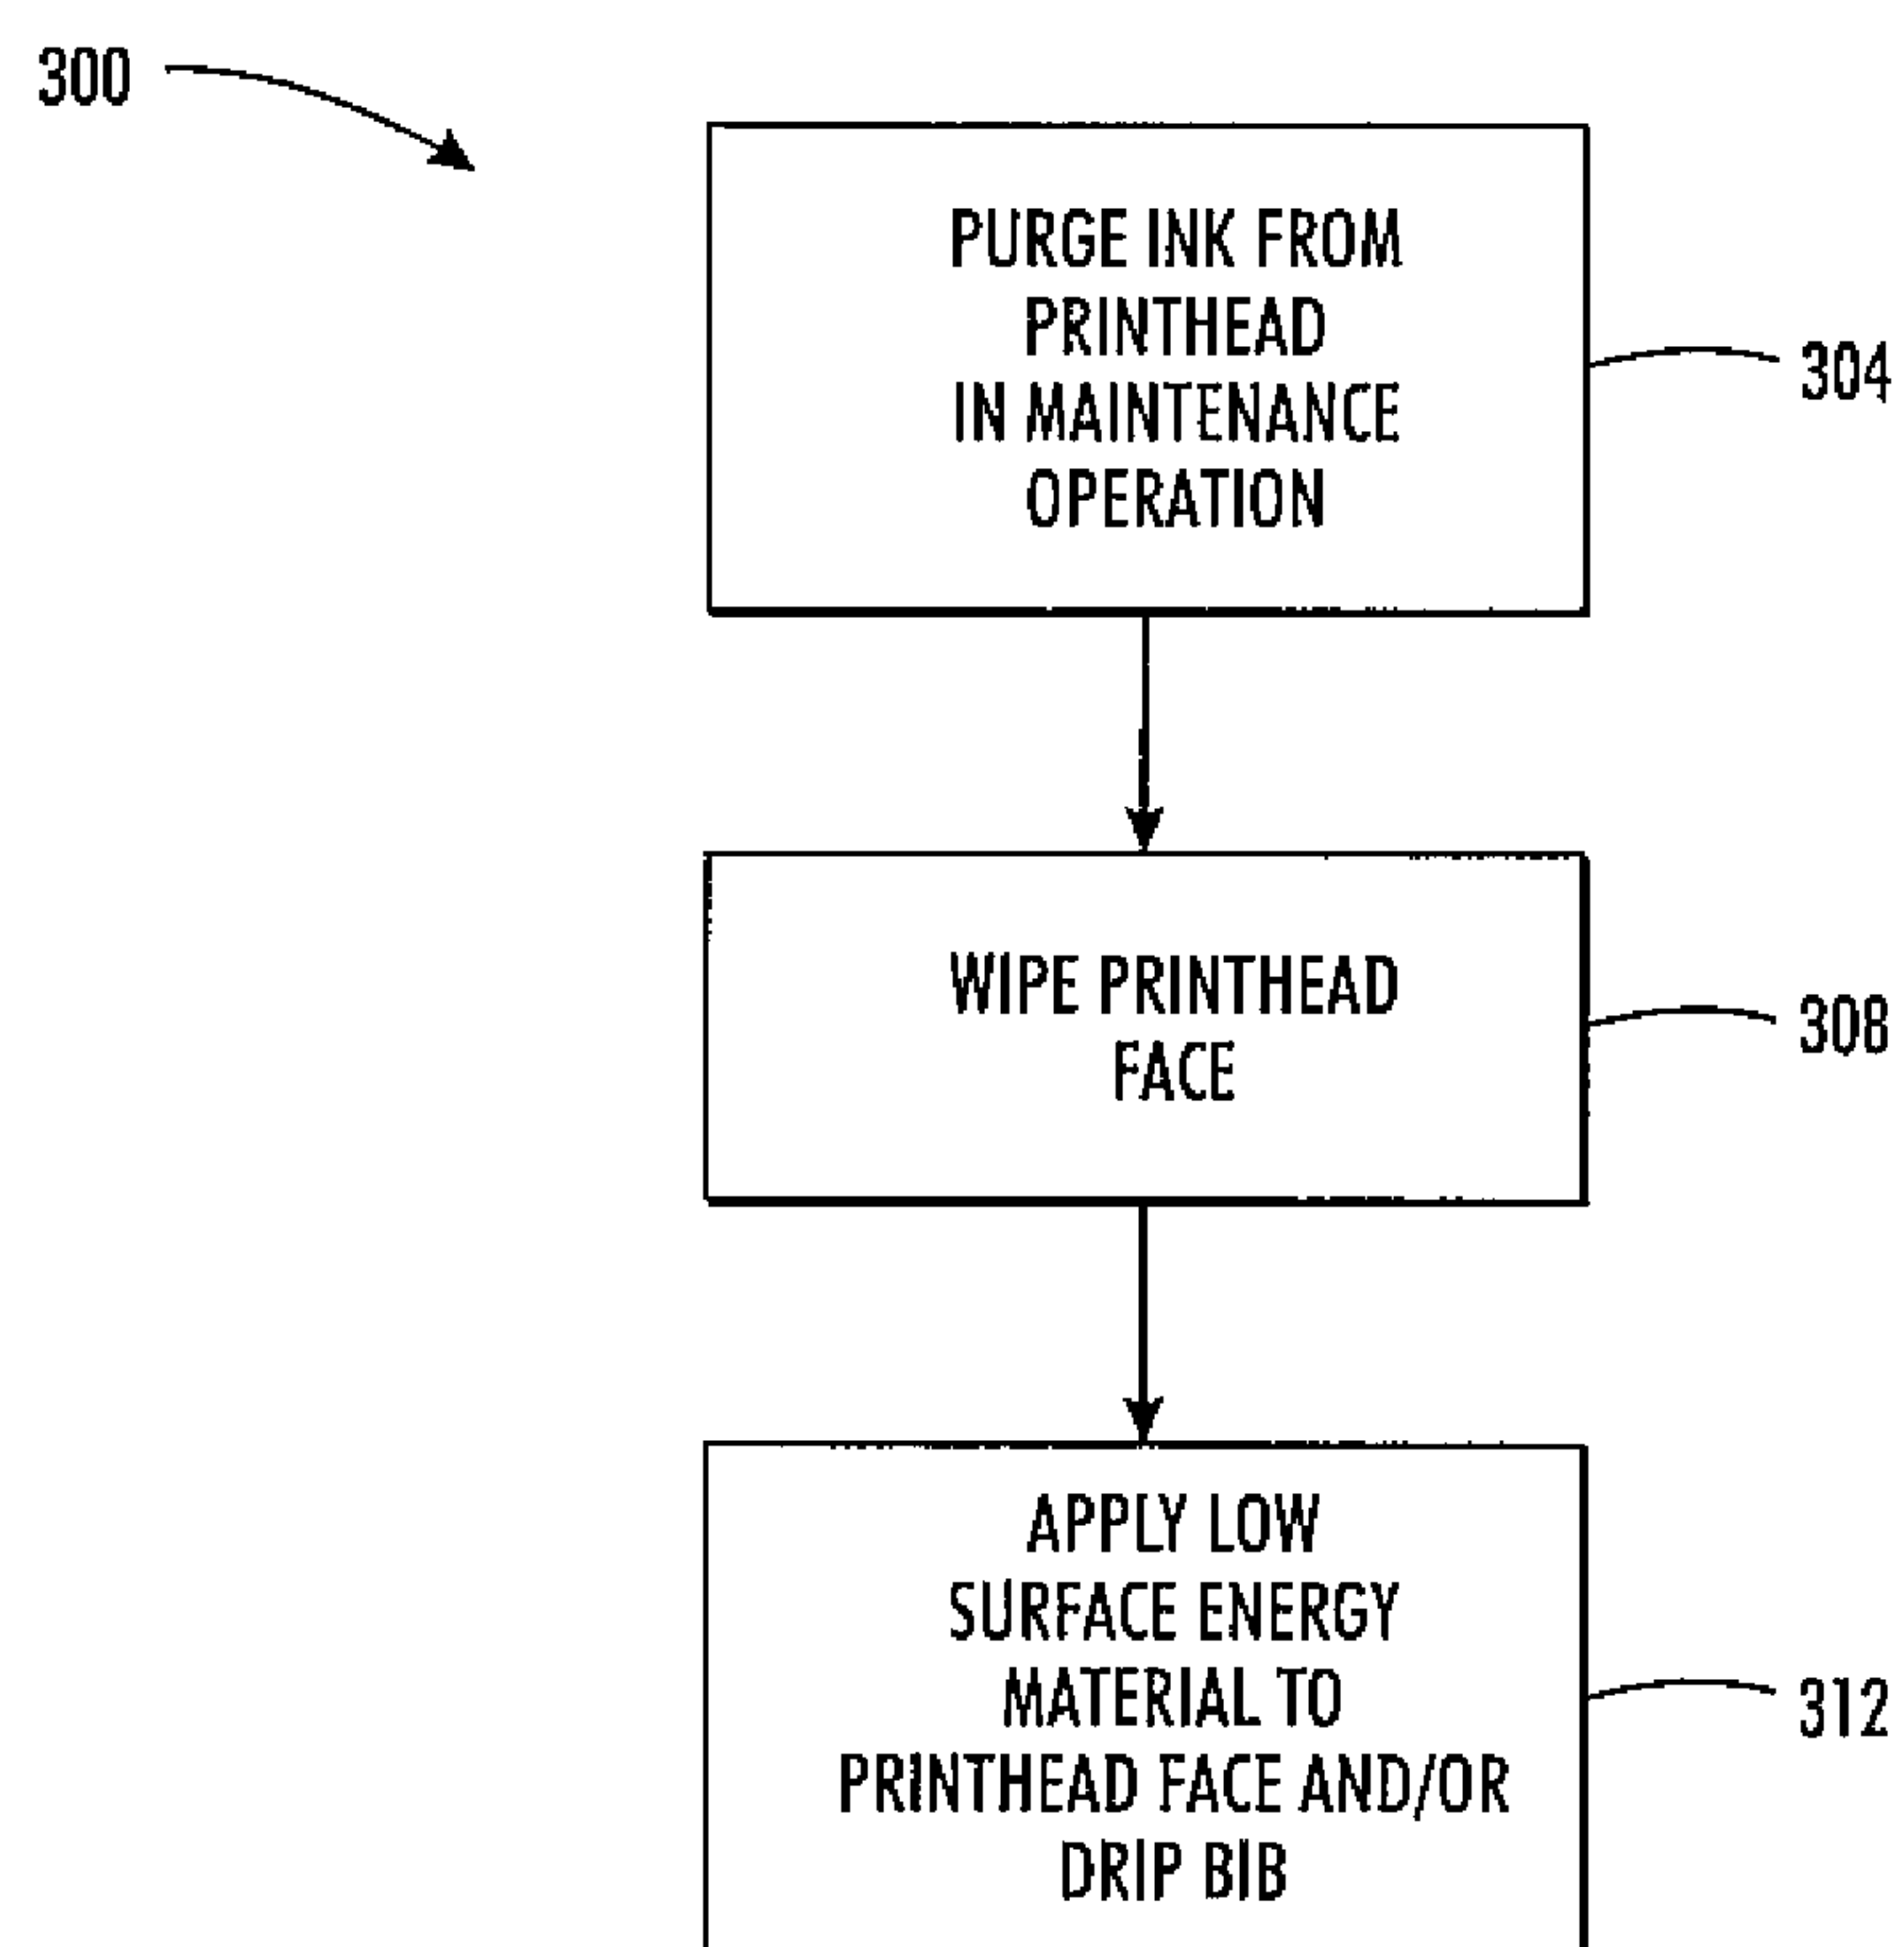 300
PURGE INK FROM
PRINTHEAD
IN MAINTENANCE
OPERATION
304
WIPE PRINTHEAD
FACE
308
APPLY LOW
SURFACE ENERGY
MATERIAL TO
PRINTHEAD FACE AND/OR
DRIP BIB
312